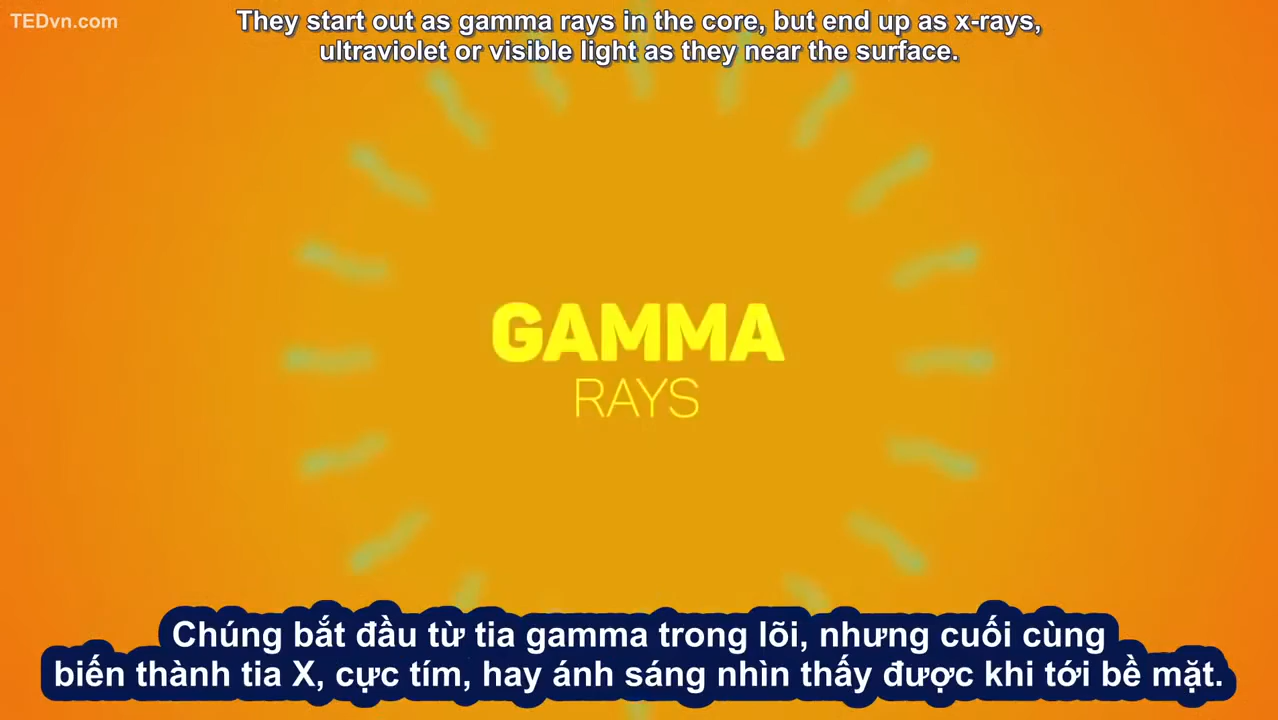 TEDvn.com
They start out as gamma rays in the core, but end up as x-rays,
ultraviolet or visible light as they near the surface.
GAMMA
RAYS
Chúng bắt đầu từ tia gamma trong lõi, nhưng cuối cùng
biến thành tia X, cực tím, hay ánh sáng nhìn thấy được khi tới bề mặt.